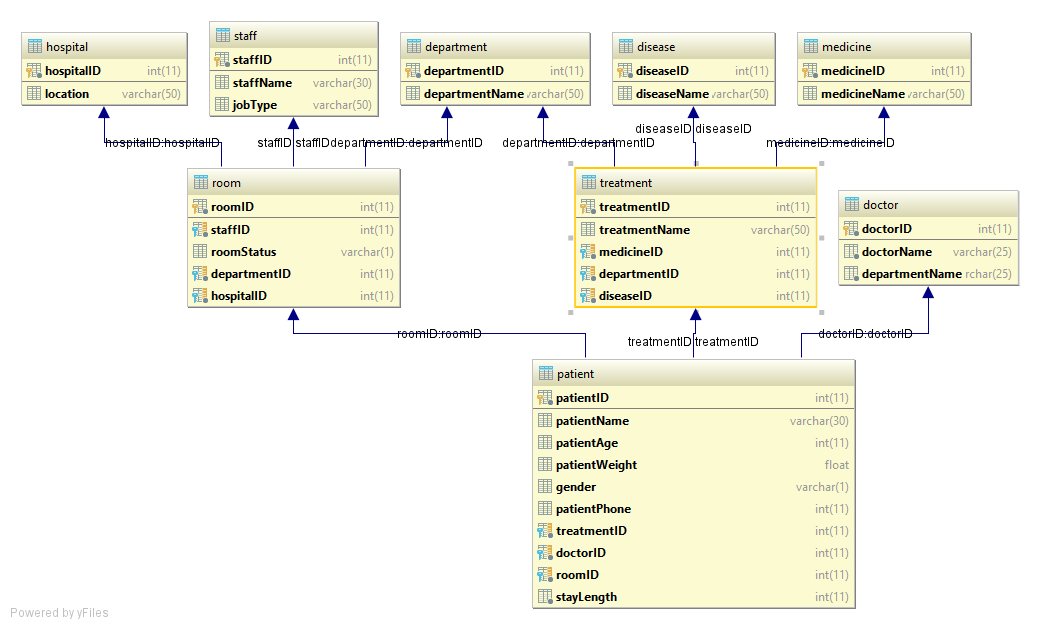 hospital
hospitalID int(11)
location varchar(50)
staff
staffID int(11)
staffName varchar(30)
jobType varchar(50)
department
departmentID int(11)
departmentName varchar(50)
disease
diseaseID int(11)
diseaseName varchar(50)
medicine
medicineID int(11)
medicineName varchar(50)
hospitalID:hospitalID
staffID staffID
departmentID:departmentID
departmentID:departmentID
diseaseID diseaseID
medicineID:medicineID
room
roomID int(11)
staffID int(11)
roomStatus varchar(1)
departmentID int(11)
hospitalID int(11)
treatment
treatmentID int(11)
treatmentName varchar(50)
medicineID int(11)
departmentID int(11)
diseaseID int(11)
doctor
doctorID int(11)
doctorName varchar(25)
departmentName rchar(25)
roomID:roomID
treatmentID treatmentID
doctorID:doctorID
patient
patientID int(11)
patientName varchar(30)
patientAge int(11)
patientWeight float
gender varchar(1)
patientPhone int(11)
treatmentID int(11)
doctorID int(11)
roomID int(11)
stayLength int(11)
Powered by yFiles